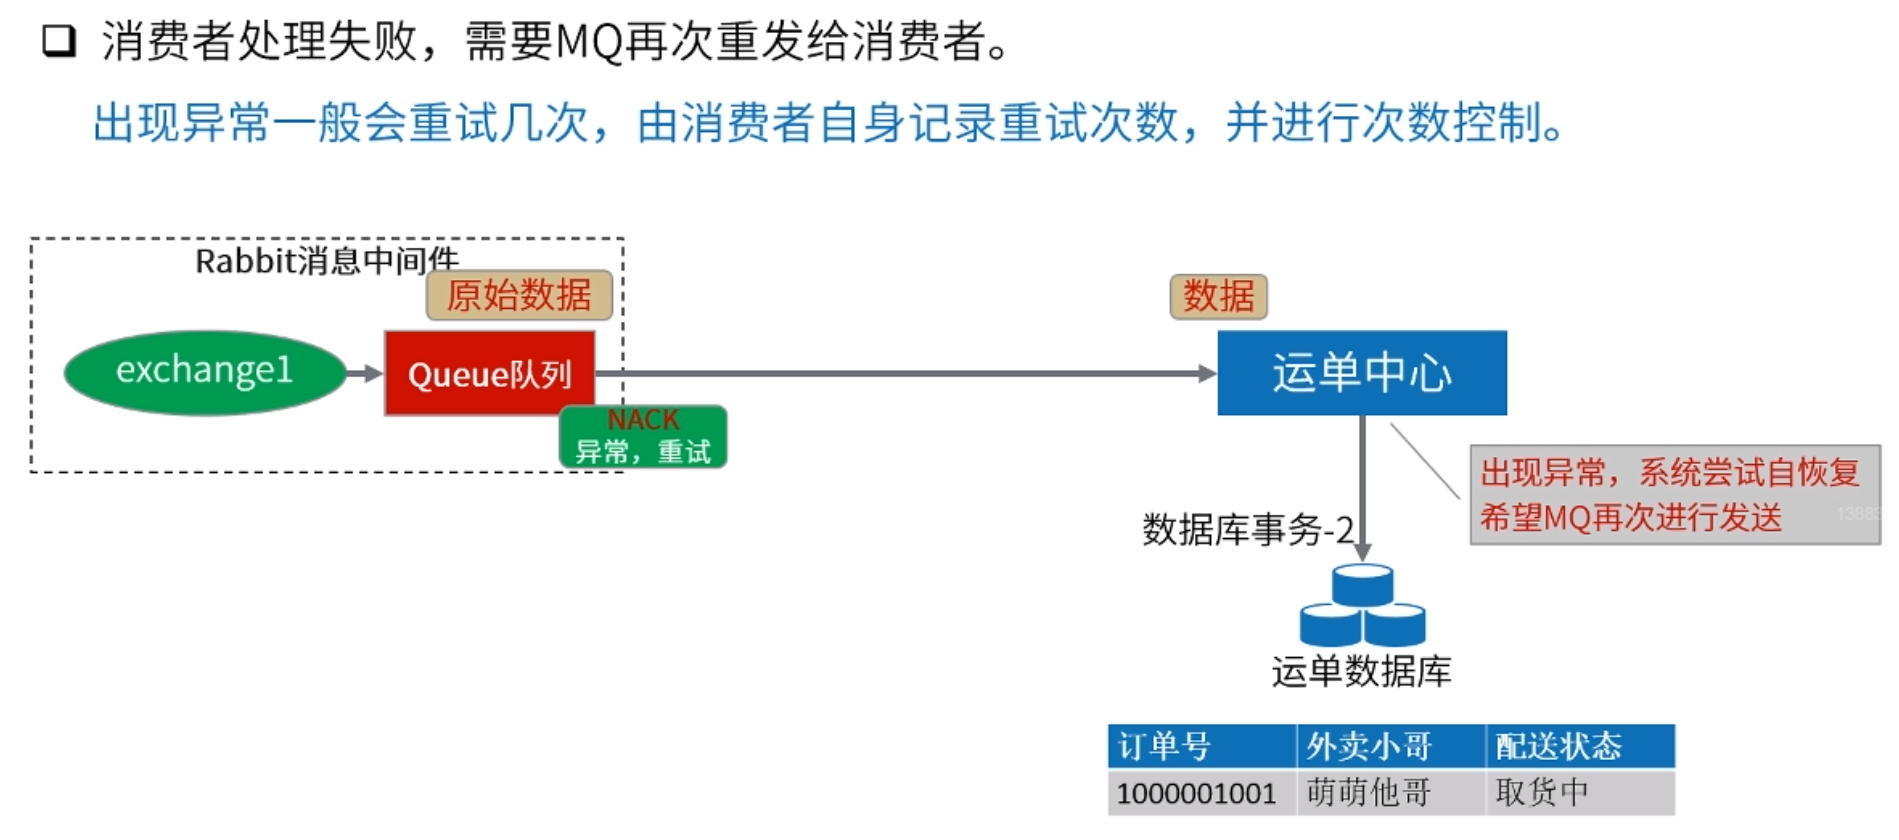 消费者处理失败，需要MQ再次重发给消费者。
出现异常一般会重试几次，由消费者自身记录重试次数，并进行次数控制。
Rabbit消息中间件
原始数据
数据
exchange1
Queue队列
运单中心
NACK
异常，重试
出现异常，系统尝试自恢复
希望MQ再次进行发送
13883
数据库事务-2
运单数据库
订单号 外卖小哥 配送状态
1000001001 萌萌他哥 取货中